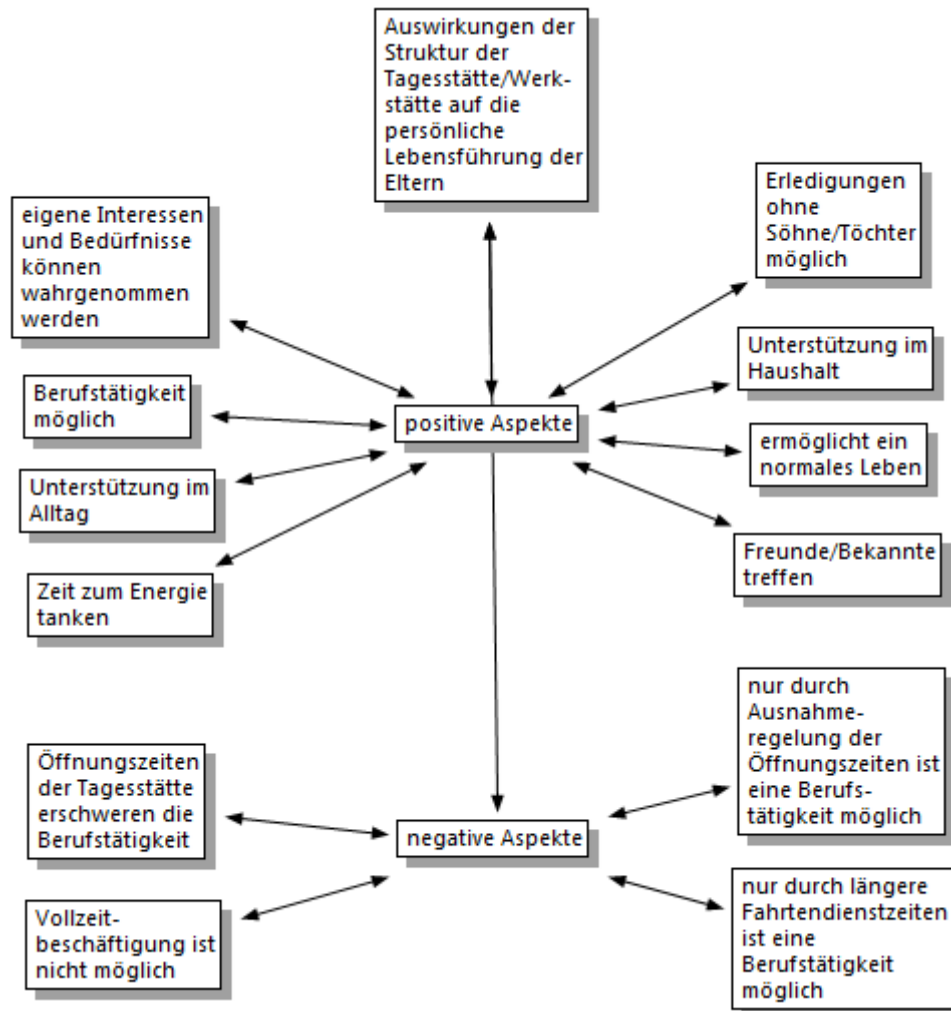 Auswirkungen der
Struktur der
Tagesstätte/Werk-
stätte auf die
persönliche
Lebensführung der
Eltern
eigene Interessen
und Bedürfnisse
können
wahrgenommen
werden
Erledigungen
ohne
Söhne/Töchter
möglich
Berufstätigkeit
möglich
Unterstützung im
Haushalt
positive Aspekte
Unterstützung im
Alltag
ermöglicht ein
normales Leben
Zeit zum Energie
tanken
Freunde/Bekannte
treffen
Öffnungszeiten
der Tagesstätte
erschweren die
Berufstätigkeit
nur durch
Ausnahme-
regelung der
Öffnungszeiten ist
eine Berufs-
tätigkeit möglich
negative Aspekte
Vollzeit-
beschäftigung ist
nicht möglich
nur durch längere
Fahrtendienstzeiten
ist eine
Berufstätigkeit
möglich